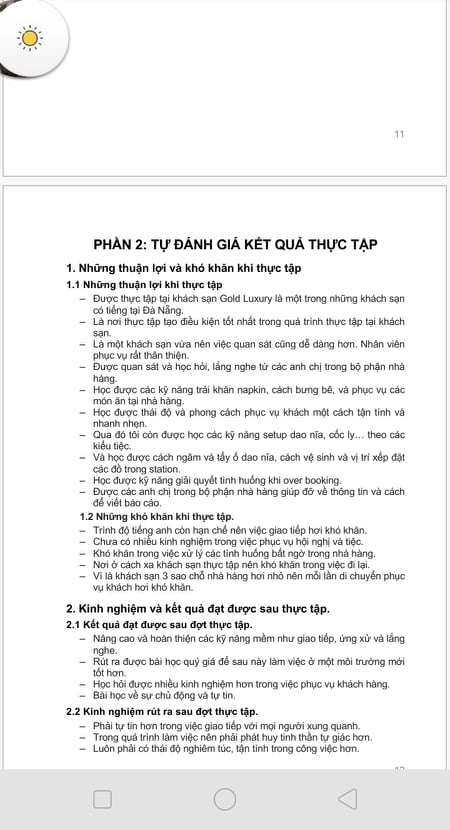 11
PHẦN 2: TỰ ĐÁNH GIÁ KẾT QUẢ THỰC TẬP
1. Những thuận lợi và khó khăn khi thực tập
1.1 Những thuận lợi khi thực tập
– Được thực tập tại khách sạn Gold Luxury là một trong những khách sạn
có tiếng tại Đà Nẵng.
– Là nơi thực tập tạo điều kiện tốt nhất trong quá trình thực tập tại khách
sạn.
– Là một khách sạn vừa nên việc quan sát cũng dễ dàng hơn. Nhân viên
phục vụ rất thân thiện.
– Được quan sát và học hỏi, lắng nghe từ các anh chị trong bộ phận nhà
hàng.
– Học được các kỹ năng trải khăn napkin, cách bưng bê, và phục vụ các
món ăn tại nhà hàng.
– Học được thái độ và phong cách phục vụ khách một cách tận tình và
nhanh nhẹn.
– Qua đó tôi còn được học các kỹ năng setup dao nĩa, cốc ly... theo các
kiểu tiệc.
– Và học được cách ngâm và tẩy ố dao nĩa, cách vệ sinh và vị trí xếp đặt
các đồ trong station.
– Học được kỹ năng giải quyết tình huống khi over booking.
– Được các anh chị trong bộ phận nhà hàng giúp đỡ về thông tin và cách
để viết báo cáo.
1.2 Những khó khăn khi thực tập.
– Trình độ tiếng anh còn hạn chế nên việc giao tiếp hơi khó khăn.
– Chưa có nhiều kinh nghiệm trong việc phục vụ hội nghị và tiệc.
– Khó khăn trong việc xử lý các tình huống bất ngờ trong nhà hàng.
– Nơi ở cách xa khách sạn thực tập nên khó khăn trong việc đi lại.
– Vì là khách sạn 3 sao chỗ nhà hàng hơi nhỏ nên mỗi lần di chuyển phục
vụ khách hơi khó khăn.
2. Kinh nghiệm và kết quả đạt được sau thực tập.
2.1 Kết quả đạt được sau đợt thực tập.
– Nâng cao và hoàn thiện các kỹ năng mềm như giao tiếp, ứng xử và lắng
nghe.
– Rút ra được bài học quý giá để sau này làm việc ở một môi trường mới
tốt hơn.
– Học hỏi được nhiều kinh nghiệm hơn trong việc phục vụ khách hàng.
– Bài học về sự chủ động và tự tin.
2.2 Kinh nghiệm rút ra sau đợt thực tập.
– Phải tự tin hơn trong việc giao tiếp với mọi người xung quanh.
– Trong quá trình làm việc nên phải phát huy tinh thần tự giác hơn.
– Luôn phải có thái độ nghiêm túc, tận tình trong công việc hơn.